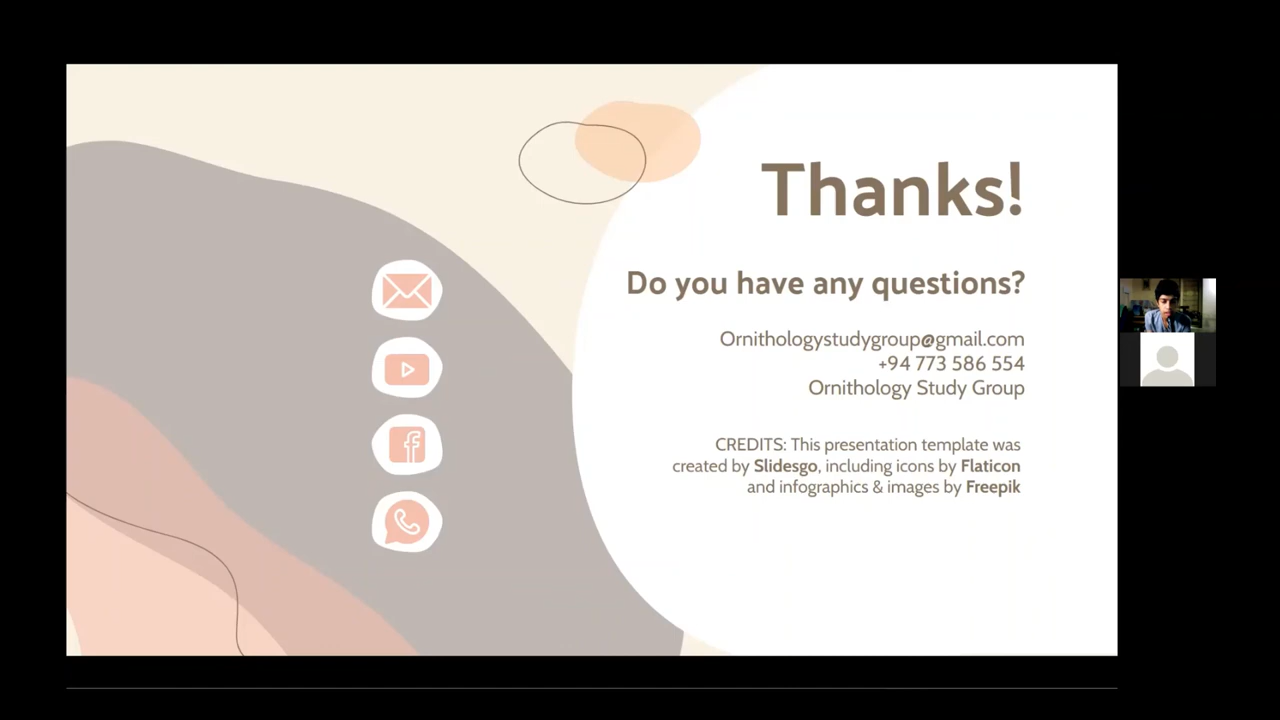 Thanks!
Do you have any questions?
Ornithologystudygroup@gmail.com
+94 773 586 554
Ornithology Study Group
CREDITS: This presentation template was
created by Slidesgo, including icons by Flaticon
and infographics & images by Freepik